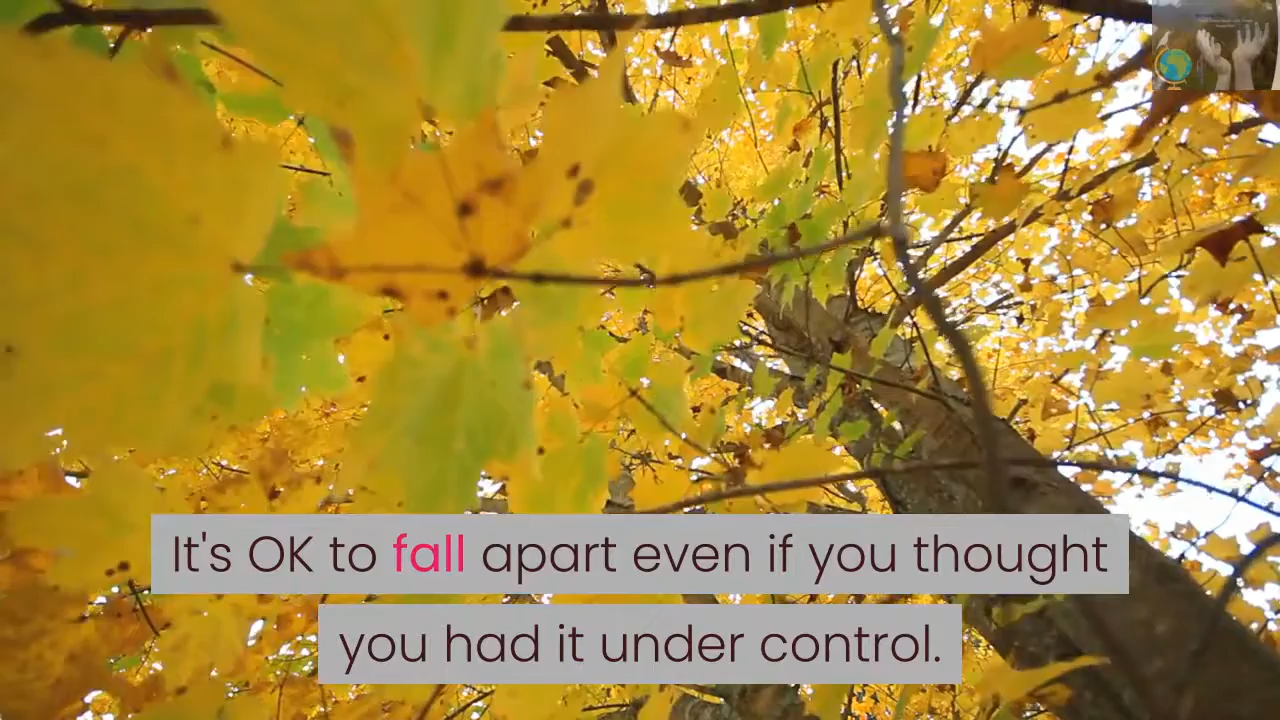 It's OK to fall apart even if you thought
you had it under control.